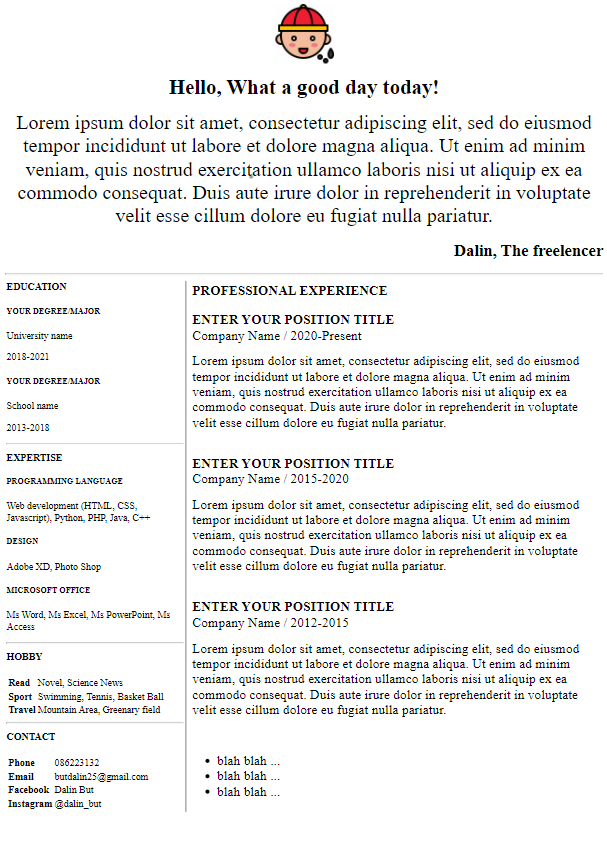 Hello, What a good day today!
Lorem ipsum dolor sit amet, consectetur adipiscing elit, sed do eiusmod
tempor incididunt ut labore et dolore magna aliqua. Ut enim ad minim
veniam, quis nostrud exercitation ullamco laboris nisi ut aliquip ex ea
commodo consequat. Duis aute irure dolor in reprehenderit in voluptate
velit esse cillum dolore eu fugiat nulla pariatur.
Dalin, The freelencer
EDUCATION
YOUR DEGREE/MAJOR
University name
2018-2021
YOUR DEGREE/MAJOR
School name
2013-2018
EXPERTISE
PROGRAMMING LANGUAGE
Web development (HTML, CSS,
Javascript), Python, PHP, Java, C++
DESIGN
Adobe XD, Photo Shop
MICROSOFT OFFICE
Ms Word, Ms Excel, Ms PowerPoint, Ms
Access
HOBBY
Read Novel, Science News
Sport Swimming, Tennis, Basket Ball
Travel Mountain Area, Greenary field
CONTACT
Phone 086223132
Email butdalin25@gmail.com
Facebook Dalin But
Instagram @dalin_but
PROFESSIONAL EXPERIENCE
ENTER YOUR POSITION TITLE
Company Name / 2020-Present
Lorem ipsum dolor sit amet, consectetur adipiscing elit, sed do eiusmod
tempor incididunt ut labore et dolore magna aliqua. Ut enim ad minim
veniam, quis nostrud exercitation ullamco laboris nisi ut aliquip ex ea
commodo consequat. Duis aute irure dolor in reprehenderit in voluptate
velit esse cillum dolore eu fugiat nulla pariatur.
ENTER YOUR POSITION TITLE
Company Name / 2015-2020
Lorem ipsum dolor sit amet, consectetur adipiscing elit, sed do eiusmod
tempor incididunt ut labore et dolore magna aliqua. Ut enim ad minim
veniam, quis nostrud exercitation ullamco laboris nisi ut aliquip ex ea
commodo consequat. Duis aute irure dolor in reprehenderit in voluptate
velit esse cillum dolore eu fugiat nulla pariatur.
ENTER YOUR POSITION TITLE
Company Name / 2012-2015
Lorem ipsum dolor sit amet, consectetur adipiscing elit, sed do eiusmod
tempor incididunt ut labore et dolore magna aliqua. Ut enim ad minim
veniam, quis nostrud exercitation ullamco laboris nisi ut aliquip ex ea
commodo consequat. Duis aute irure dolor in reprehenderit in voluptate
velit esse cillum dolore eu fugiat nulla pariatur.
• blah blah ...
• blah blah ...
• blah blah ...